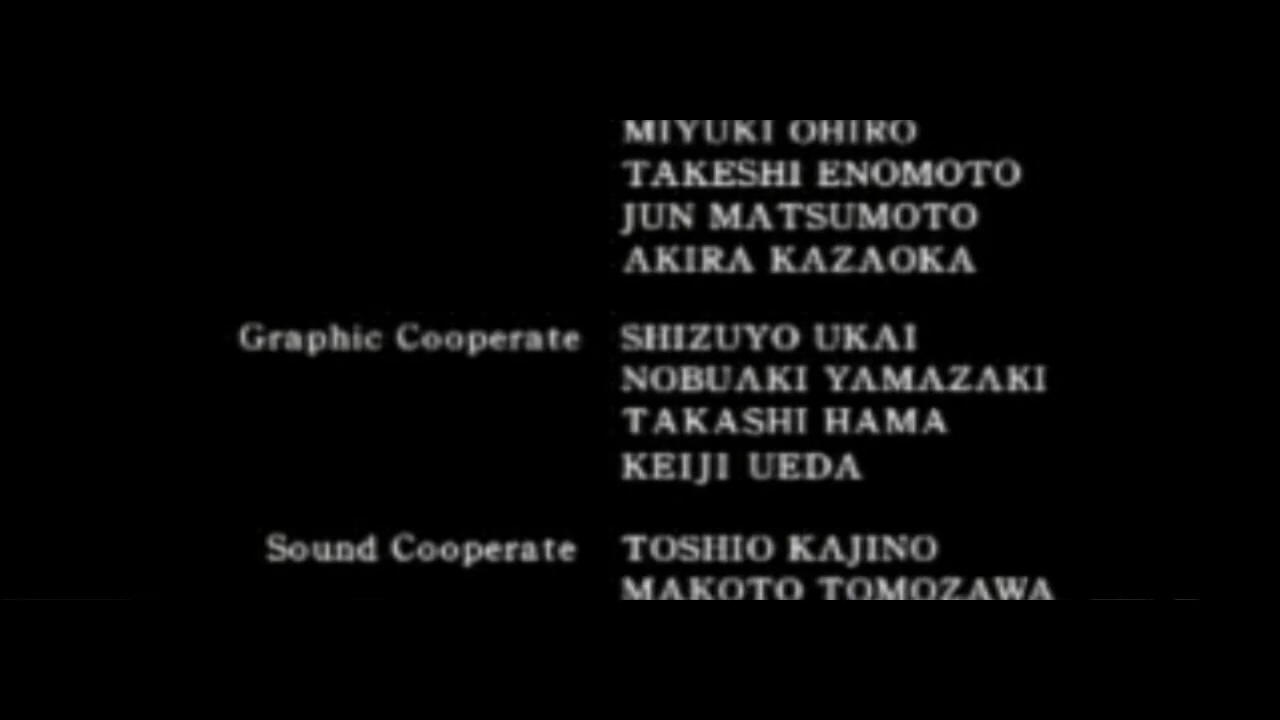 MIYUKI OHIRO
TAKESHI ENOMOTO
JUN MATSUMOTO
AKIRA KAZAOKA
Graphic Cooperate SHIZUYO UKAI
NOBUAKI YAMAZAKI
TAKASHI HAMA
KEIJI UEDA
Sound Cooperate TOSHIO KAJINO
MAKOTO TOMOZAWA